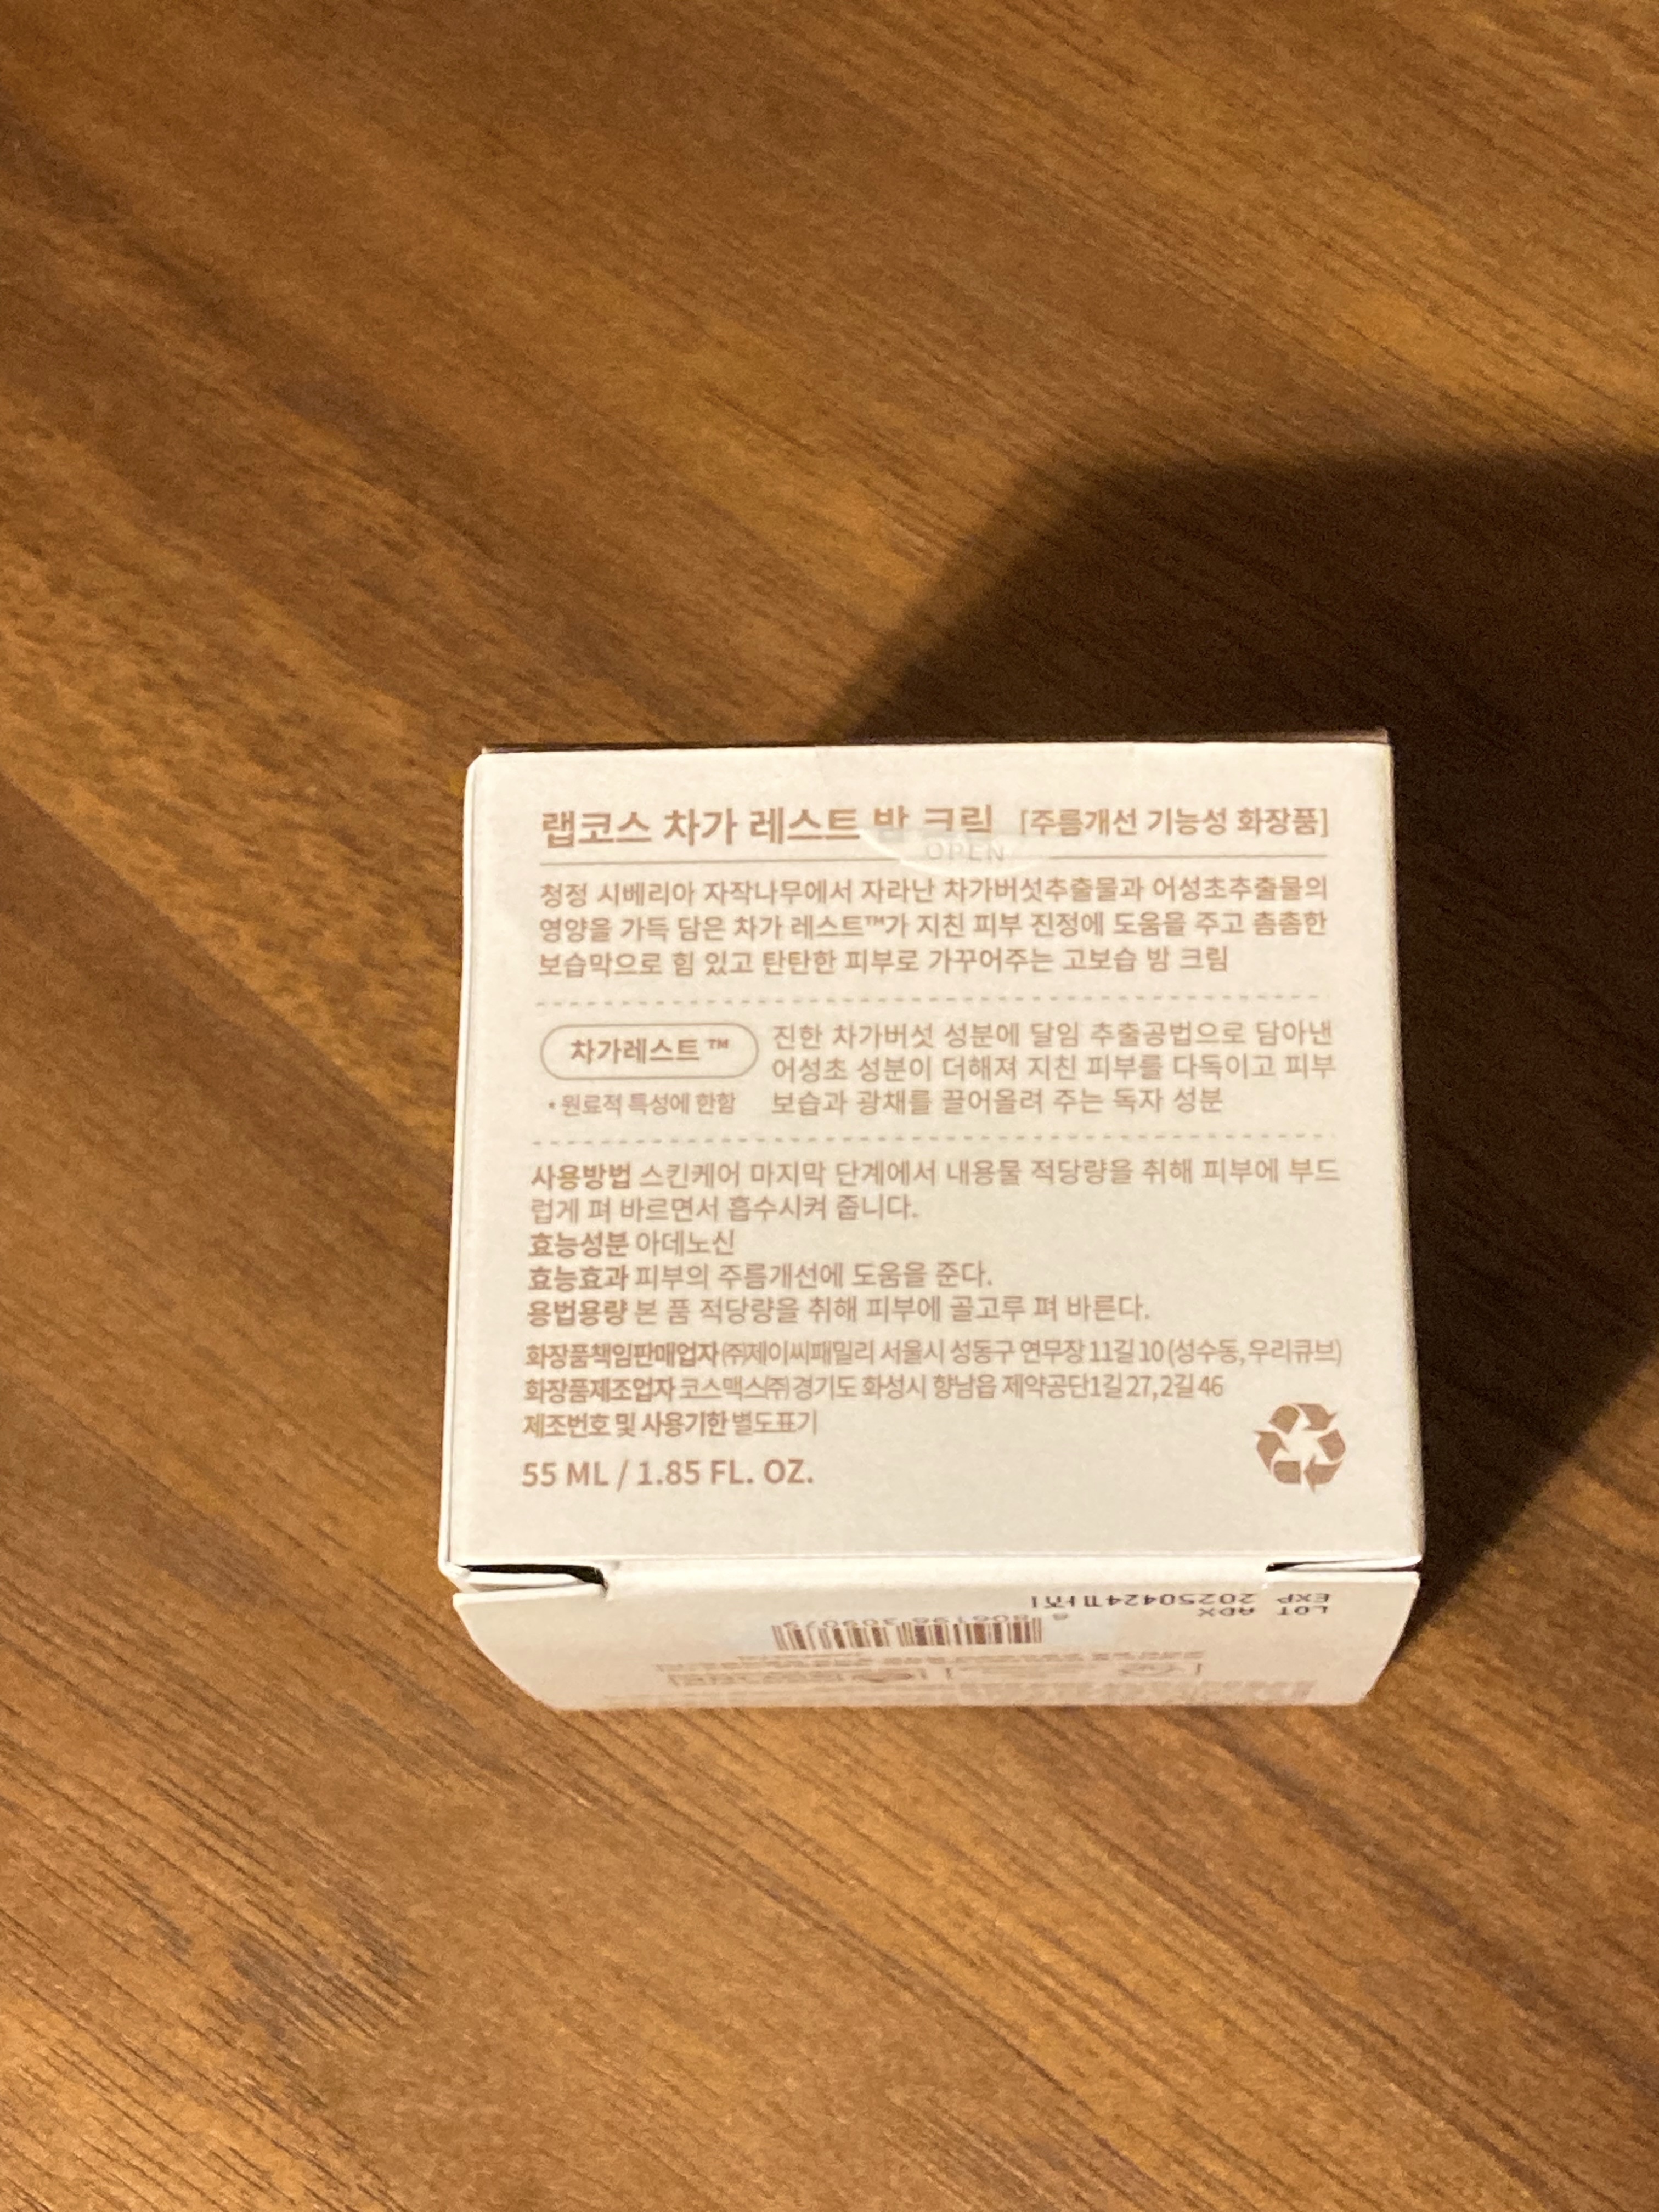 랩코스 차가 레스트 밤 크림 [주름개선 기능성 화장품]
OPEN
청정 시베리아 자작나무에서 자라난 차가버섯추출물과 어성초추출물의
영양을 가득 담은 차가 레스트™가 지친 피부 진정에 도움을 주고 촘촘한
보습막으로 힘 있고 탄탄한 피부로 가꾸어주는 고보습 밤 크림
차가레스트™
*원료적 특성에 한함
진한 차가버섯 성분에 달임 추출공법으로 담아낸
어성초 성분이 더해져 지친 피부를 다독이고 피부
보습과 광채를 끌어올려 주는 독자 성분
사용방법 스킨케어 마지막 단계에서 내용물 적당량을 취해 피부에 부드
럽게 펴 바르면서 흡수시켜 줍니다.
효능성분 아데노신
효능효과 피부의 주름개선에 도움을 준다.
용법용량 본 품 적당량을 취해 피부에 골고루 펴 바른다.
화장품책임판매업자 ㈜제이씨패밀리 서울시 성동구 연무장 11길 10 (성수동, 우리큐브)
화장품제조업자 코스맥스㈜ 경기도 화성시 향남읍 제약공단1길 27, 2길 46
제조번호 및 사용기한 별도표기
55 ML / 1.85 FL. OZ.
LOT ADX
EXP 20250424까지